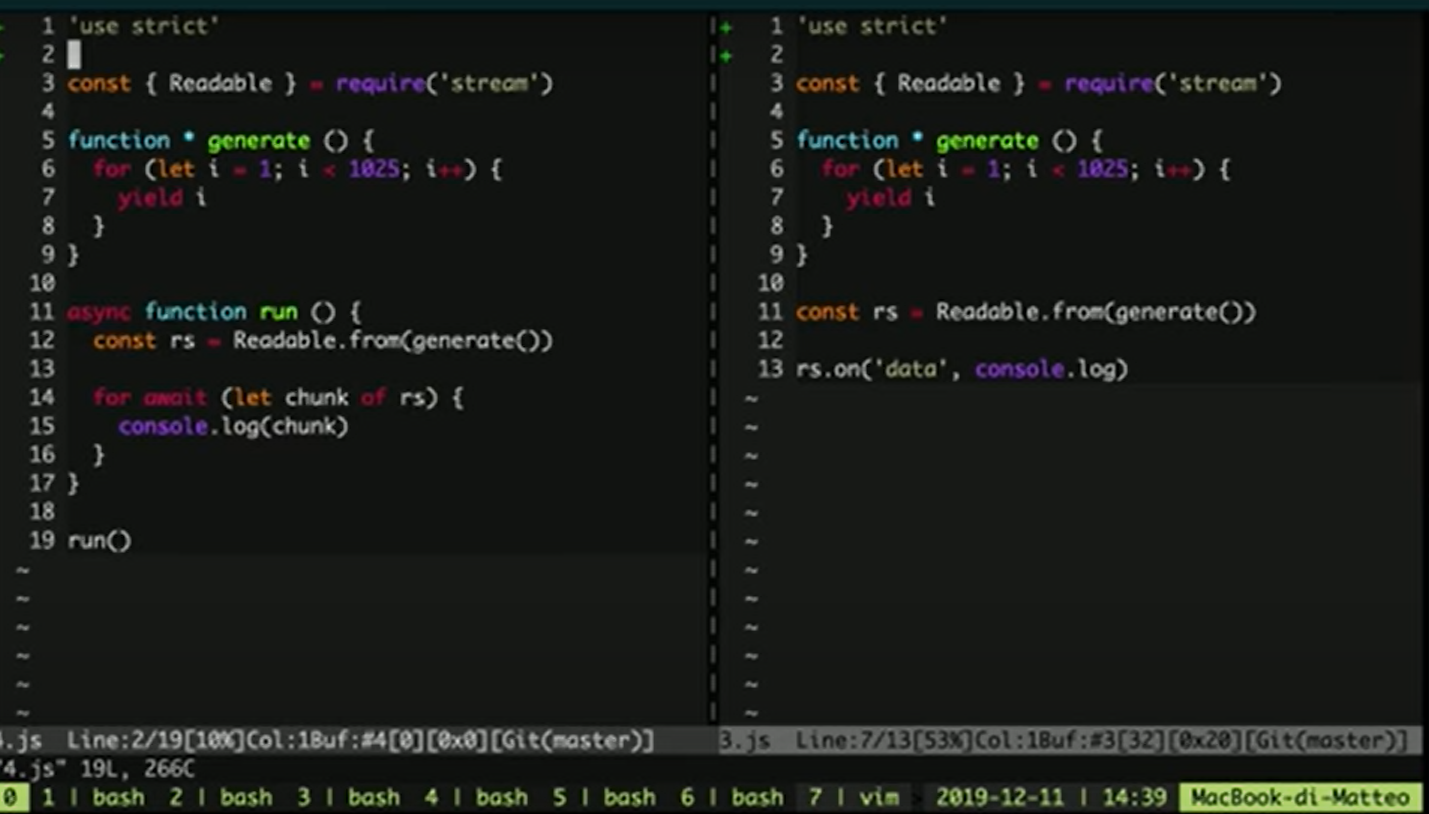 1 'use strict'
2
3 const { Readable } = require('stream')
4
5 function * generate () {
6   for (let i = 1; i < 1025; i++) {
7     yield i
8   }
9 }
10
11 async function run () {
12   const rs = Readable.from(generate())
13
14   for await (let chunk of rs) {
15     console.log(chunk)
16   }
17 }
18
19 run()
~
~
~
~
~
~
4.js Line:2/19[10%]Col:1Buf:#4[0][0x0][Git(master)]
+ 1 'use strict'
+ 2
3 const { Readable } = require('stream')
4
5 function * generate () {
6   for (let i = 1; i < 1025; i++) {
7     yield i
8   }
9 }
10
11 const rs = Readable.from(generate())
12
13 rs.on('data', console.log)
~
~
~
~
~
~
~
~
~
~
~
~
3.js Line:7/13[53%]Col:1Buf:#3[32][0x20][Git(master)]
"4.js" 19L, 266C
0 1 | bash 2 | bash 3 | bash 4 | bash 5 | bash 6 | bash 7 | vim 2019-12-11 | 14:39 MacBook-di-Matteo